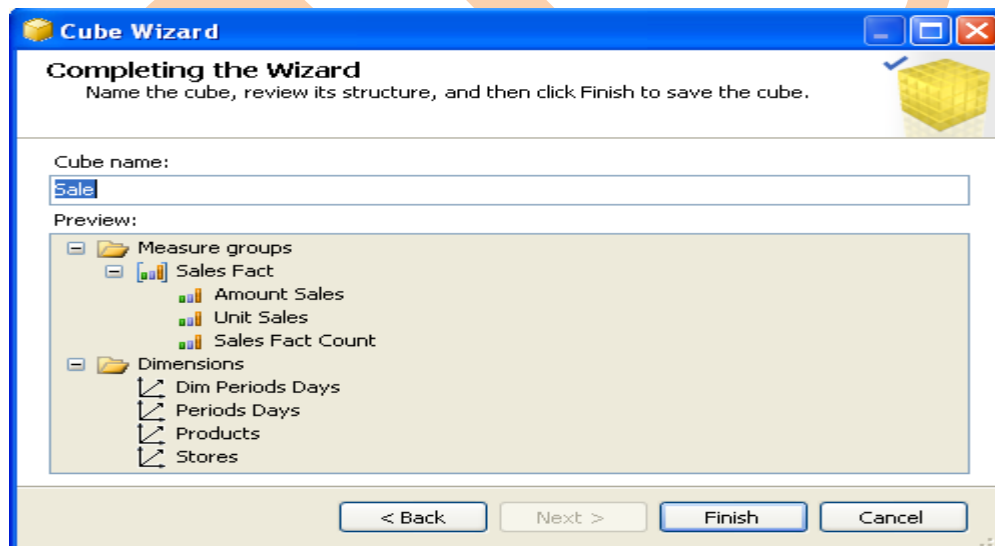 Cube Wizard
Completing the Wizard
Name the cube, review its structure, and then click Finish to save the cube.
Cube name:
Sale
Preview:
Measure groups
Sales Fact
Amount Sales
Unit Sales
Sales Fact Count
Dimensions
Dim Periods Days
Periods Days
Products
Stores
< Back Next > Finish Cancel